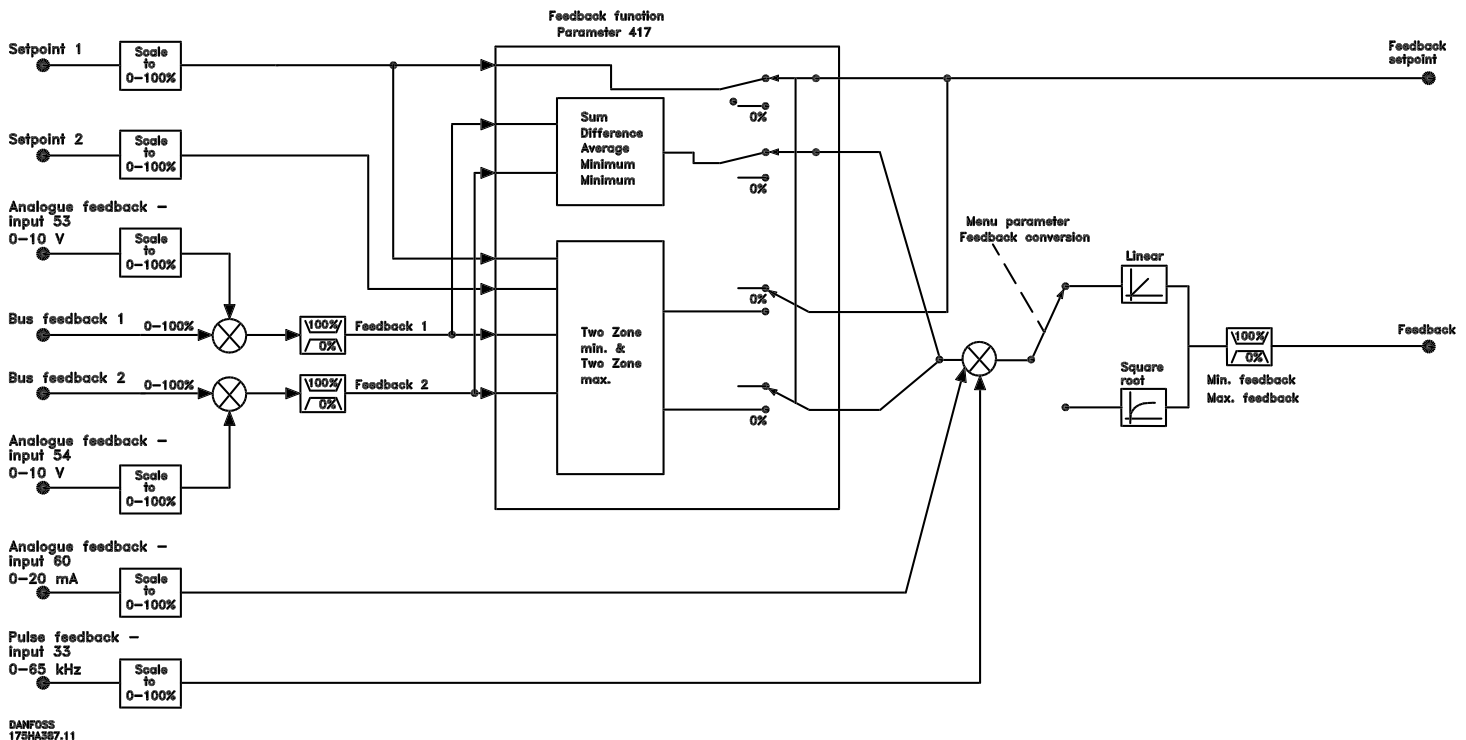 Feedback function
Parameter 417
Setpoint 1
Scale
to
0-100%
Feedback
setpoint
0%
Setpoint 2
Scale
to
0-100%
Sum
Difference
Average
Minimum
Minimum
0%
Analogue feedback -
input 53
0-10 V
Scale
to
0-100%
Menu parameter
Feedback conversion
Linear
0%
Bus feedback 1
0-100%
100%
0%
Feedback 1
Two Zone
min. &
Two Zone
max.
100%
0%
Feedback
Min. feedback
Max. feedback
Bus feedback 2
0-100%
100%
0%
Feedback 2
Square
root
0%
Analogue feedback -
input 54
0-10 V
Scale
to
0-100%
Analogue feedback -
input 60
0-20 mA
Scale
to
0-100%
Pulse feedback -
input 33
0-65 kHz
Scale
to
0-100%
DANFOSS
175HA387.11